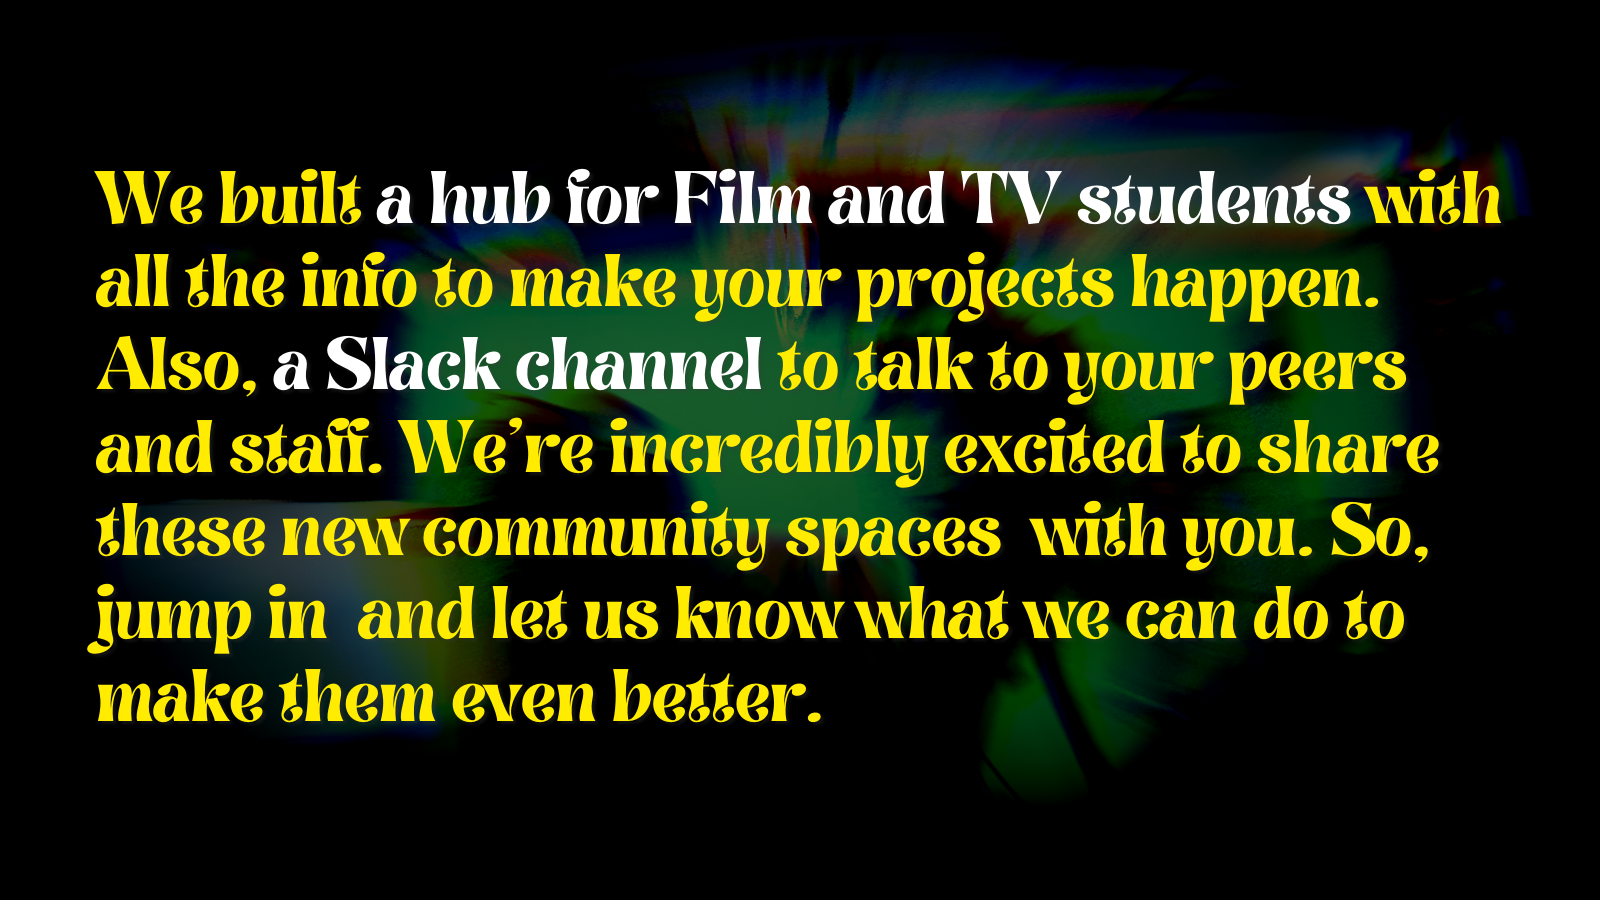 We built a hub for Film and TV students with
all the info to make your projects happen.
Also, a Slack channel to talk to your peers
and staff. We’re incredibly excited to share
these new community spaces  with you. So,
jump in  and let us know what we can do to
make them even better.